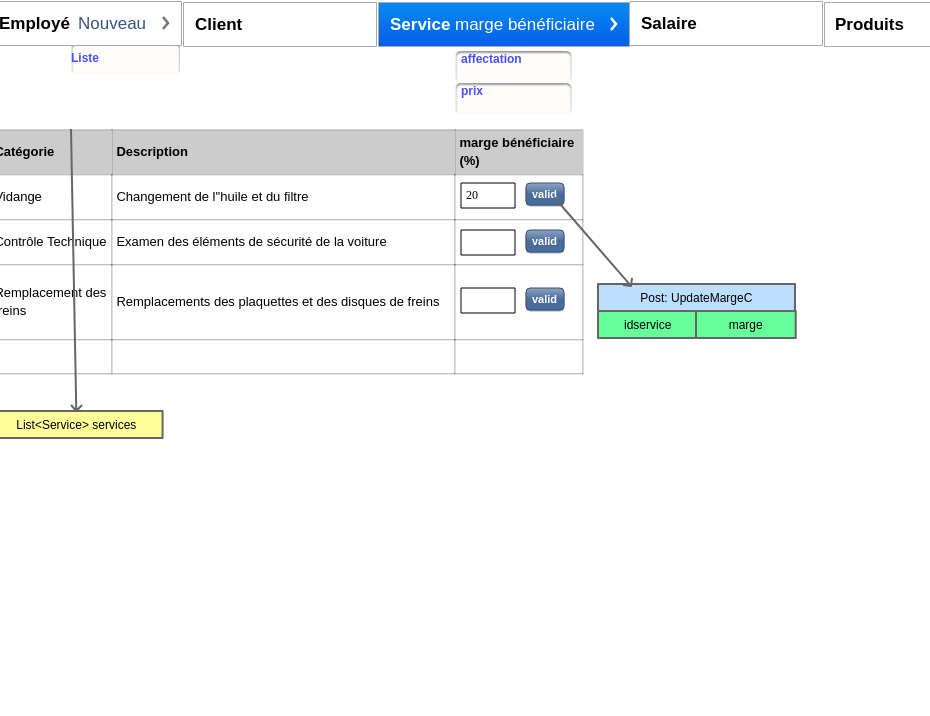 Employé Nouveau
Client
Service marge bénéficiaire
Salaire
Produits
Liste
affectation
prix
Catégorie
Description
marge bénéficiaire
(%)
Vidange
Changement de l"huile et du filtre
20
valid
Contrôle Technique
Examen des éléments de sécurité de la voiture
valid
Remplacement des
reins
Remplacements des plaquettes et des disques de freins
valid
Post: UpdateMargeC
idservice
marge
List<Service> services